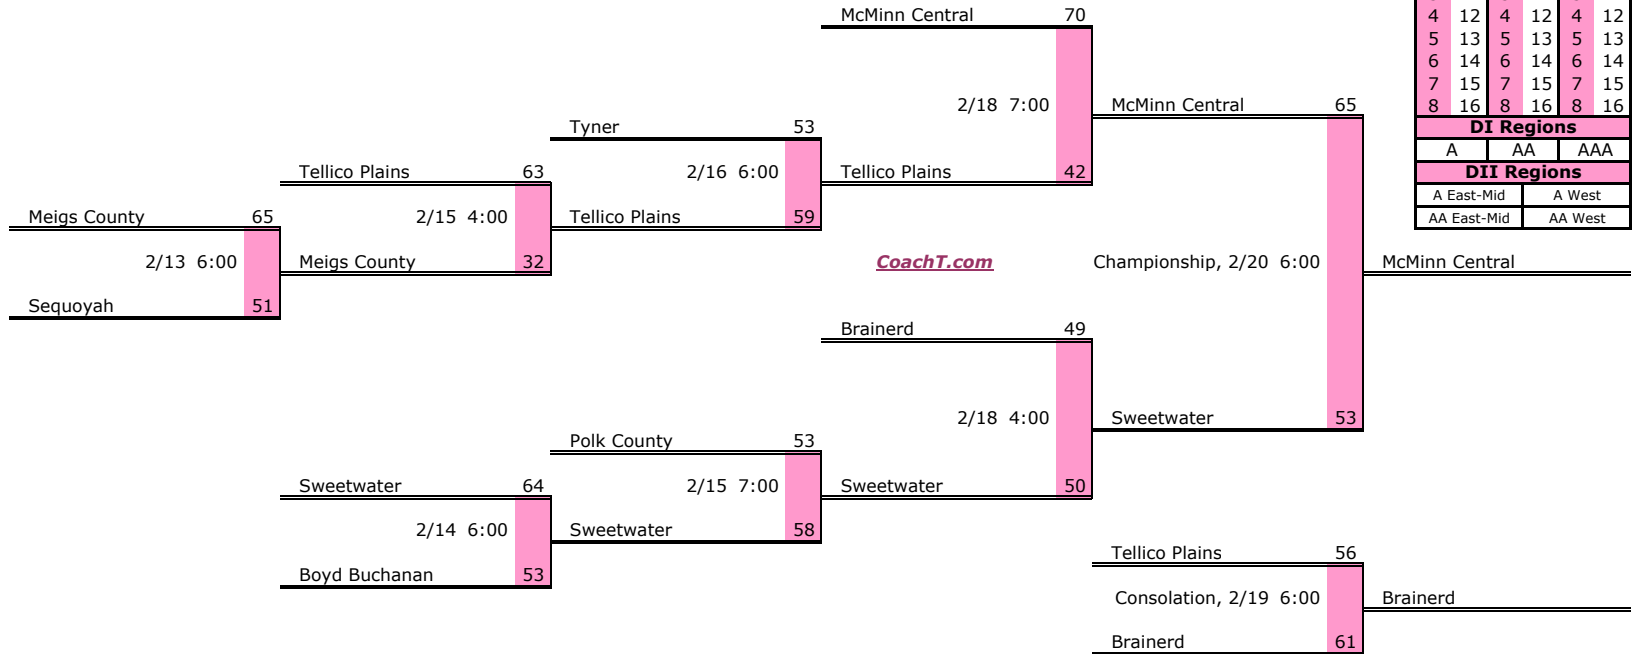 McMinn Central 70
4 12 4 12 4 12
5 13 5 13 5 13
6 14 6 14 6 14
7 15 7 15 7 15
8 16 8 16 8 16
DI Regions
A AA AAA
DII Regions
A East-Mid A West
AA East-Mid AA West
2/18 7:00
McMinn Central 65
Tyner 53
Tellico Plains 63
2/16 6:00
Tellico Plains 42
Meigs County 65
2/15 4:00
Tellico Plains 59
2/13 6:00
Meigs County 32
CoachT.com
Championship, 2/20 6:00
McMinn Central
Sequoyah 51
Brainerd 49
2/18 4:00
Sweetwater 53
Polk County 53
Sweetwater 64
2/15 7:00
Sweetwater 50
2/14 6:00
Sweetwater 58
Boyd Buchanan 53
Tellico Plains 56
Consolation, 2/19 6:00
Brainerd
Brainerd 61